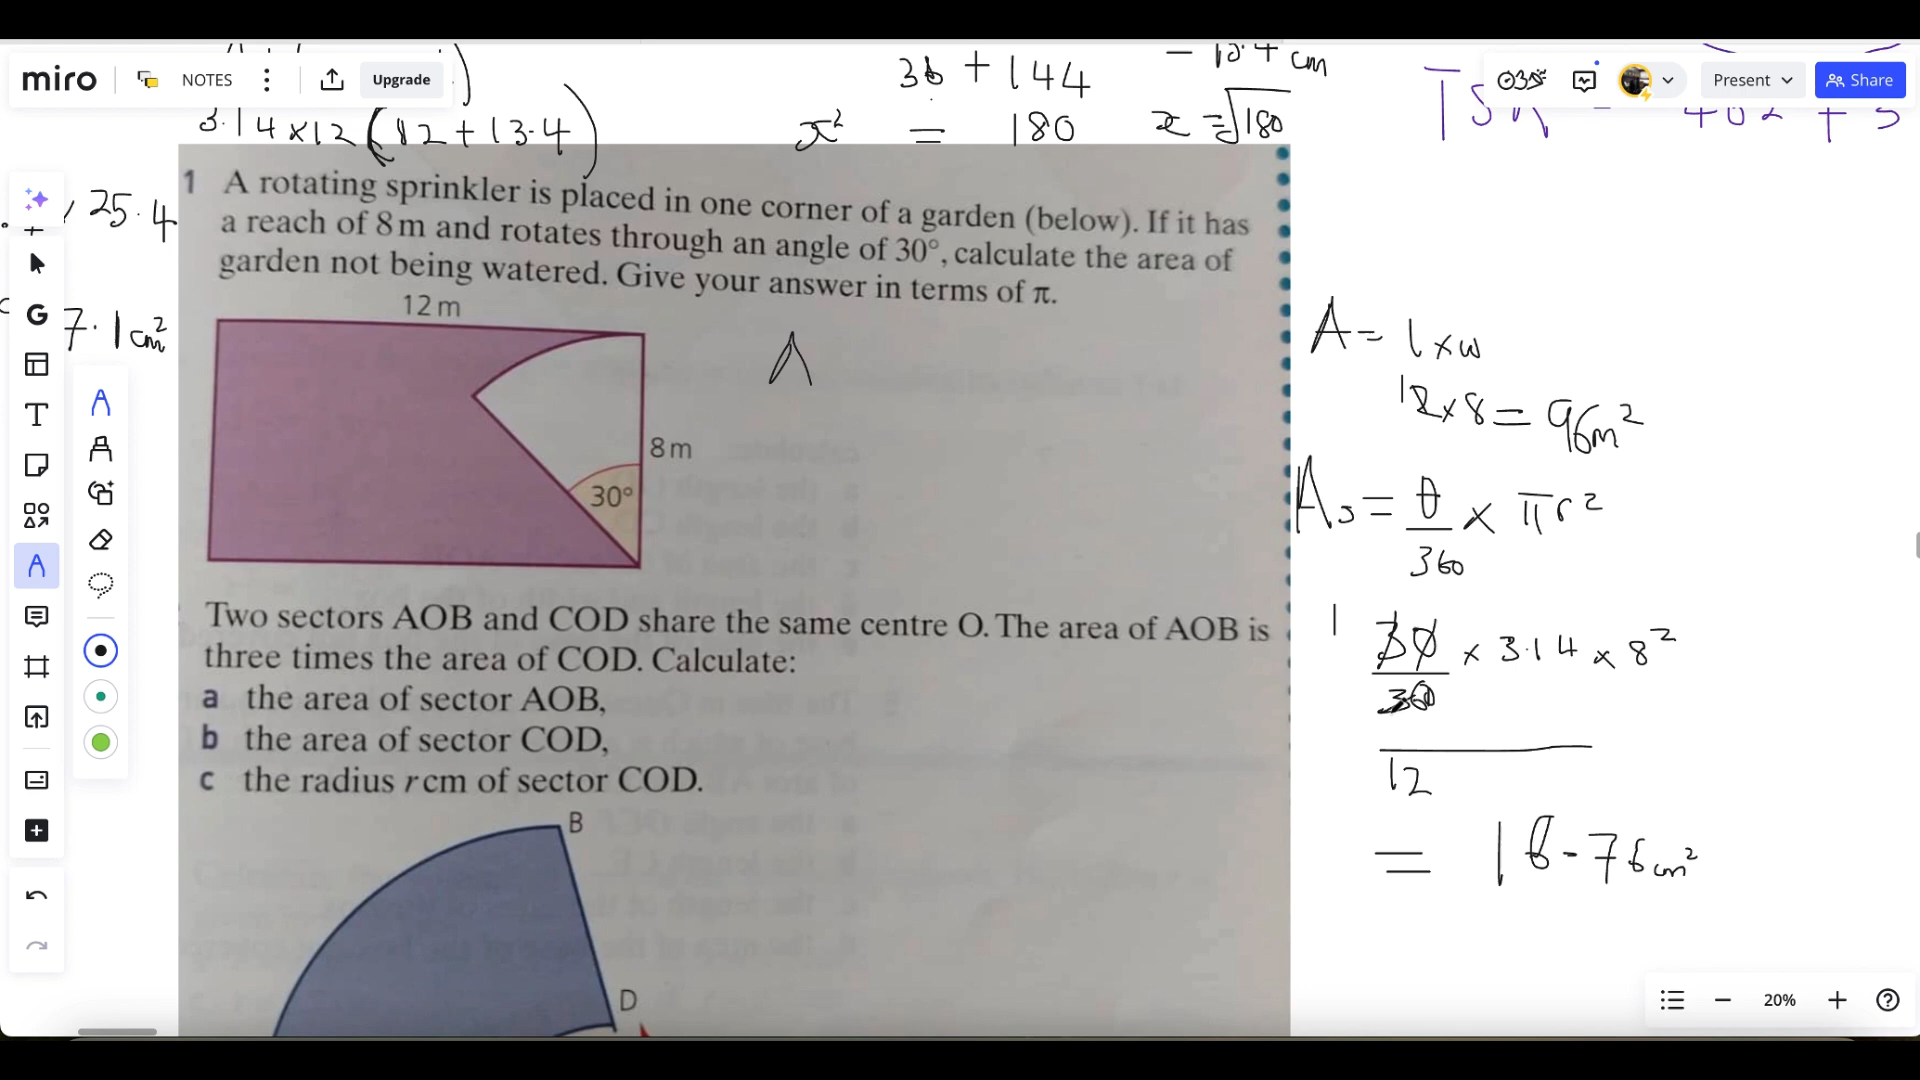 miro NOTES Upgrade Present Share
36 + 144
cm
3.14 x 12 (12 + 13.4)
x² = 180 x = √180
25.4
7.1 cm²
1 A rotating sprinkler is placed in one corner of a garden (below). If it has
a reach of 8 m and rotates through an angle of 30°, calculate the area of
garden not being watered. Give your answer in terms of π.
12 m
8 m
30°
A = l x w
12 x 8 = 96m²
As = θ/360 x πr²
1
30/360 x 3.14 x 8²
12
= 16-76cm²
Two sectors AOB and COD share the same centre O. The area of AOB is
three times the area of COD. Calculate:
a the area of sector AOB,
b the area of sector COD,
c the radius r cm of sector COD.
B
D
20%